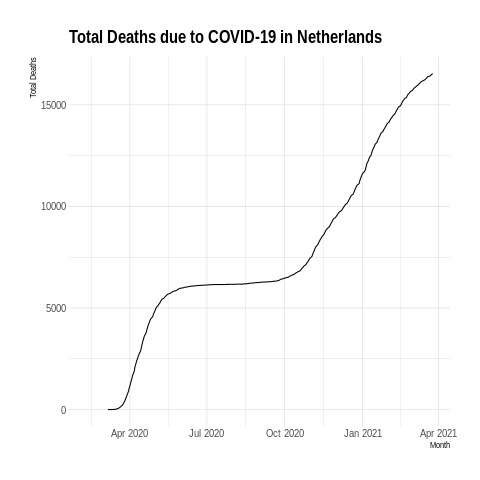 Total Deaths due to COVID-19 in Netherlands
Total Deaths
15000
10000
5000
0
Apr 2020 Jul 2020 Oct 2020 Jan 2021 Apr 2021
Month